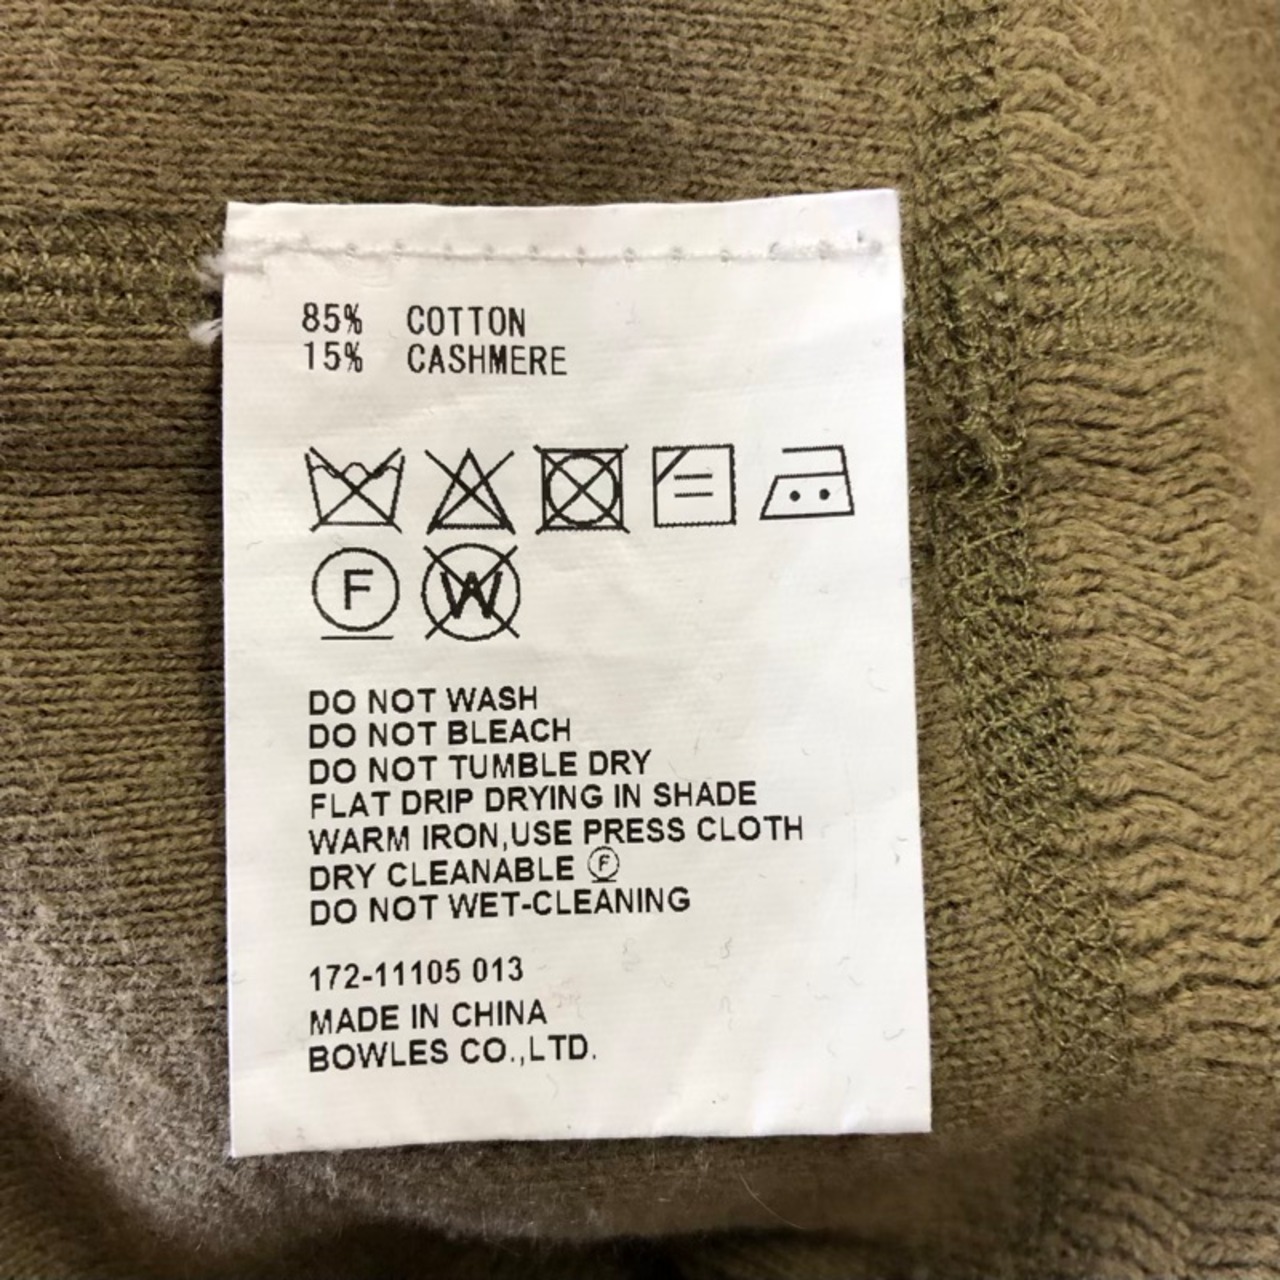 85% COTTON
15% CASHMERE
F W
DO NOT WASH
DO NOT BLEACH
DO NOT TUMBLE DRY
FLAT DRIP DRYING IN SHADE
WARM IRON,USE PRESS CLOTH
DRY CLEANABLE Ⓕ
DO NOT WET-CLEANING
172-11105 013
MADE IN CHINA
BOWLES CO.,LTD.